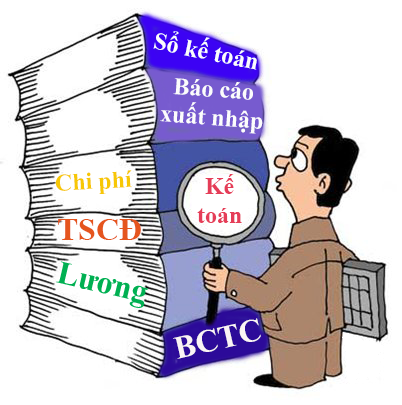 Sổ kế toán
Báo cáo
xuất nhập
Chi phí
Kế
toán
TSCĐ
Lương
BCTC